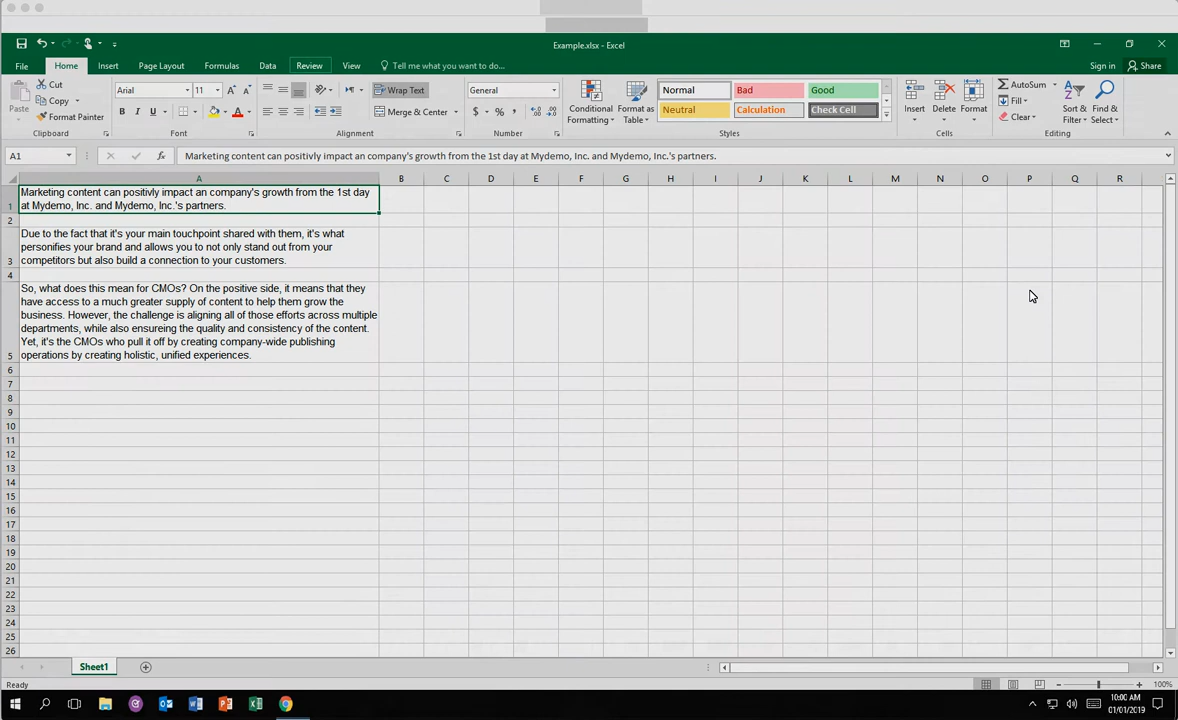 Example.xlsx - Excel
File Home Insert Page Layout Formulas Data Review View Tell me what you want to do... Sign in Share
Paste
Cut
Copy
Format Painter
Clipboard
Arial 11
B I U
Font
Wrap Text
Merge & Center
Alignment
General
$ % ,
Number
Conditional Formatting
Format as Table
Normal Bad Good
Neutral Calculation Check Cell
Styles
Insert Delete Format
Cells
AutoSum
Fill
Clear
Sort & Filter
Find & Select
Editing
A1 fx Marketing content can positivly impact an company's growth from the 1st day at Mydemo, Inc. and Mydemo, Inc.'s partners.
A B C D E F G H I J K L M N O P Q R
1
Marketing content can positivly impact an company's growth from the 1st day
at Mydemo, Inc. and Mydemo, Inc.'s partners.
2
3
Due to the fact that it's your main touchpoint shared with them, it's what
personifies your brand and allows you to not only stand out from your
competitors but also build a connection to your customers.
4
5
So, what does this mean for CMOs? On the positive side, it means that they
have access to a much greater supply of content to help them grow the
business. However, the challenge is aligning all of those efforts across multiple
departments, while also ensureing the quality and consistency of the content.
Yet, it's the CMOs who pull it off by creating company-wide publishing
operations by creating holistic, unified experiences.
6
7
8
9
10
11
12
13
14
15
16
17
18
19
20
21
22
23
24
25
26
Sheet1
Ready
100%
10:00 AM
01/01/2019